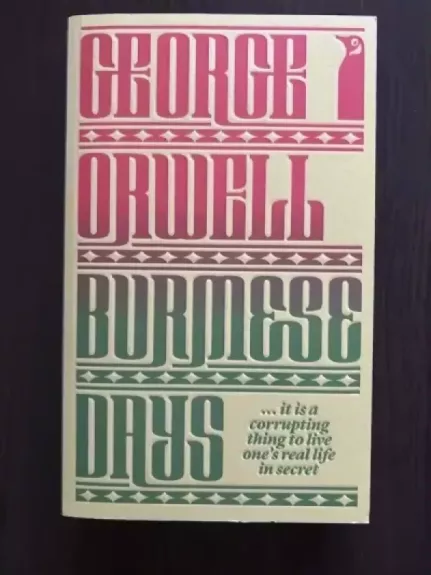 GEORGE
ORWELL
BURMESE
DAYS
... it is a
corrupting
thing to live
one's real life
in secret